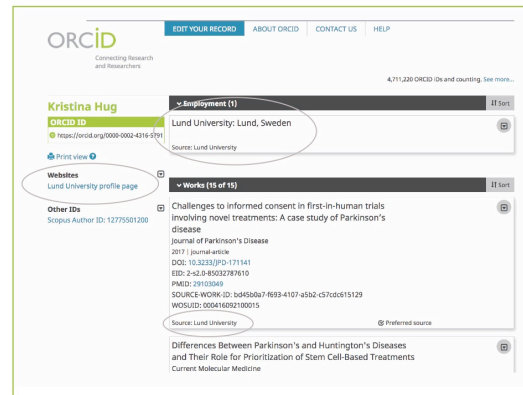 ORCID
Connecting Research
and Researchers
EDIT YOUR RECORD ABOUT ORCID CONTACT US HELP
4,711,220 ORCID iDs and counting. See more...
Kristina Hug
ORCID ID
https://orcid.org/0000-0002-4316-5791
Print view
Websites
Lund University profile page
Other IDs
Scopus Author ID: 12775501200
Employment (1) Sort
Lund University: Lund, Sweden
Source: Lund University
Works (15 of 15) Sort
Challenges to informed consent in first-in-human trials
involving novel treatments: A case study of Parkinson's
disease
Journal of Parkinson's Disease
2017 | journal-article
DOI: 10.3233/JPD-171141
EID: 2-s2.0-85032787610
PMID: 29103049
SOURCE-WORK-ID: bd45b0a7-f693-4107-a5b2-c57cdc615129
WOSUID: 000416092100015
Source: Lund University Preferred source
Differences Between Parkinson's and Huntington's Diseases
and Their Role for Prioritization of Stem Cell-Based Treatments
Current Molecular Medicine